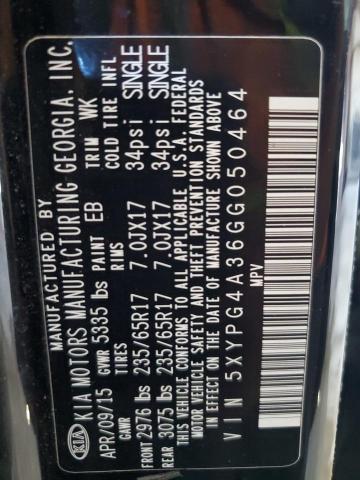 MANUFACTURED BY
KIA KIA MOTORS MANUFACTURING GEORGIA, INC.
APR/09/15 PAINT EB TRIM WK
GVWR 5335 lbs
GAWR TIRES RIMS COLD TIRE INFL
FRONT 2976 lbs 235/65R17 7.0JX17 34psi SINGLE
REAR 3075 lbs 235/65R17 7.0JX17 34psi SINGLE
THIS VEHICLE CONFORMS TO ALL APPLICABLE U.S.A. FEDERAL
MOTOR VEHICLE SAFETY AND THEFT PREVENTION STANDARDS
IN EFFECT ON THE DATE OF MANUFACTURE SHOWN ABOVE.
VIN 5XYPG4A36GG050464
MPV